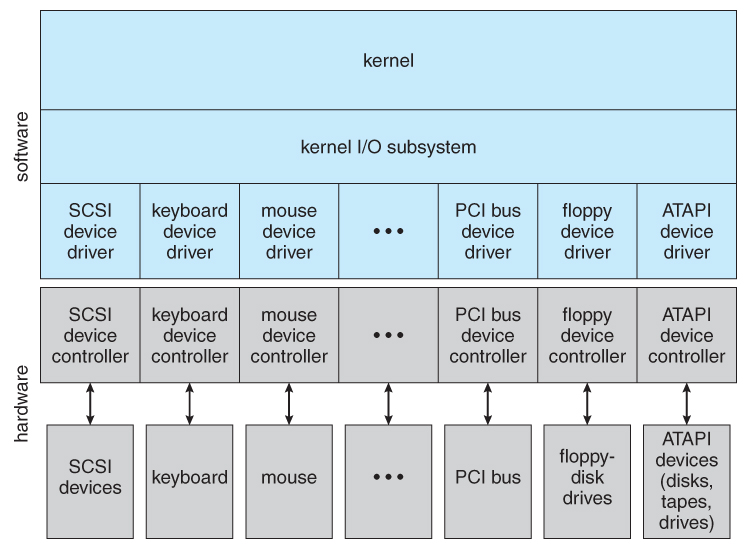 kernel
software
kernel I/O subsystem
SCSI
device
driver
keyboard
device
driver
mouse
device
driver
•••
PCI bus
device
driver
floppy
device
driver
ATAPI
device
driver
hardware
SCSI
device
controller
keyboard
device
controller
mouse
device
controller
•••
PCI bus
device
controller
floppy
device
controller
ATAPI
device
controller
SCSI
devices
keyboard
mouse
•••
PCI bus
floppy-
disk
drives
ATAPI
devices
(disks,
tapes,
drives)